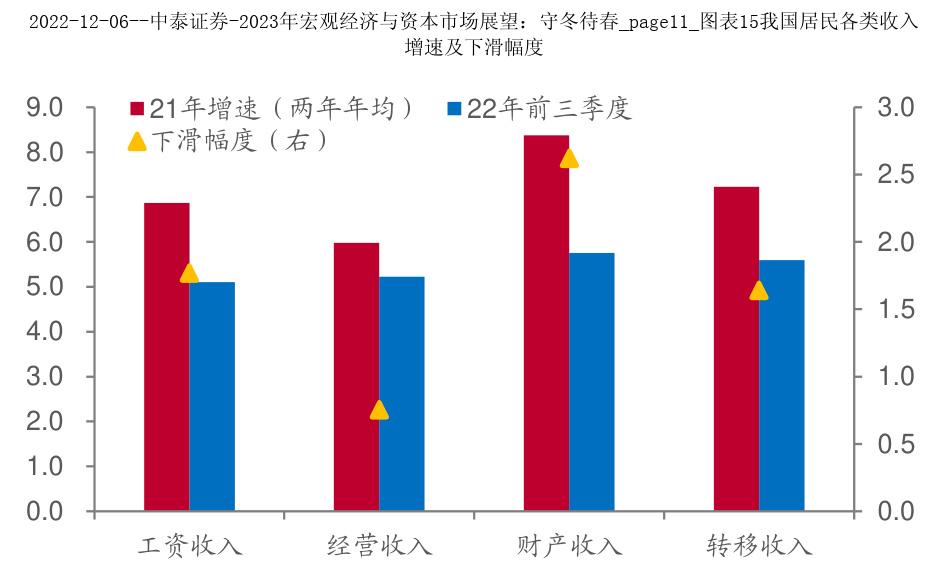 2022-12-06--中泰证券-2023年宏观经济与资本市场展望：守冬待春_page11_图表15我国居民各类收入
增速及下滑幅度
21年增速（两年年均） 22年前三季度
下滑幅度（右）
9.0 3.0
8.0
7.0 2.5
6.0 2.0
5.0
4.0 1.5
3.0 1.0
2.0
1.0 0.5
0.0 0.0
工资收入 经营收入 财产收入 转移收入